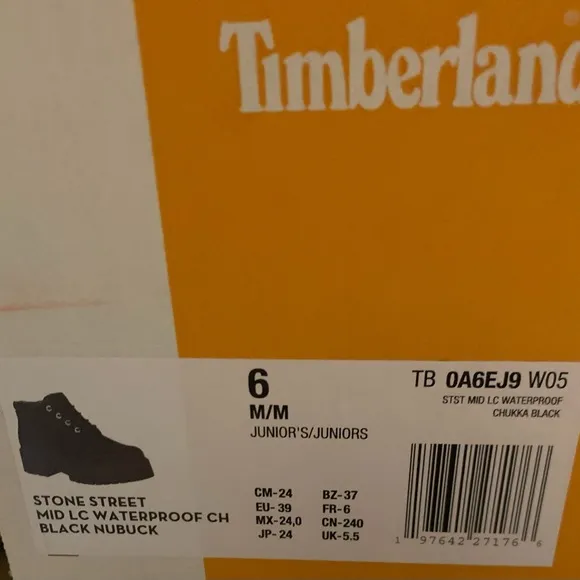 Timberland
6
M/M
JUNIOR'S/JUNIORS
TB 0A6EJ9 W05
STST MID LC WATERPROOF
CHUKKA BLACK
STONE STREET
MID LC WATERPROOF CH
BLACK NUBUCK
CM-24 BZ-37
EU-39 FR-6
MX-24,0 CN-240
JP-24 UK-5.5
1 97642 27176 6